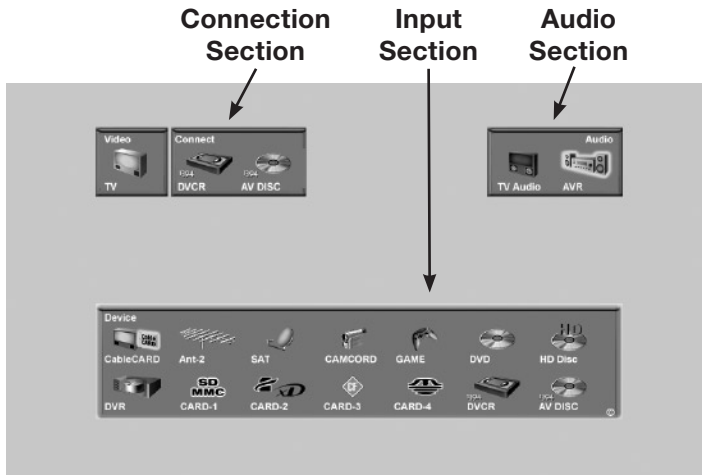 Connection Section
Input Section
Audio Section
Video
TV
Connect
1394
DVCR
1394
AV DISC
Audio
TV Audio
AVR
Device
CableCARD
Ant-2
SAT
CAMCORD
GAME
DVD
HD
HD Disc
DVR
SD
MMC
CARD-1
xD
CARD-2
CF
CARD-3
CARD-4
1394
DVCR
1394
AV DISC
©